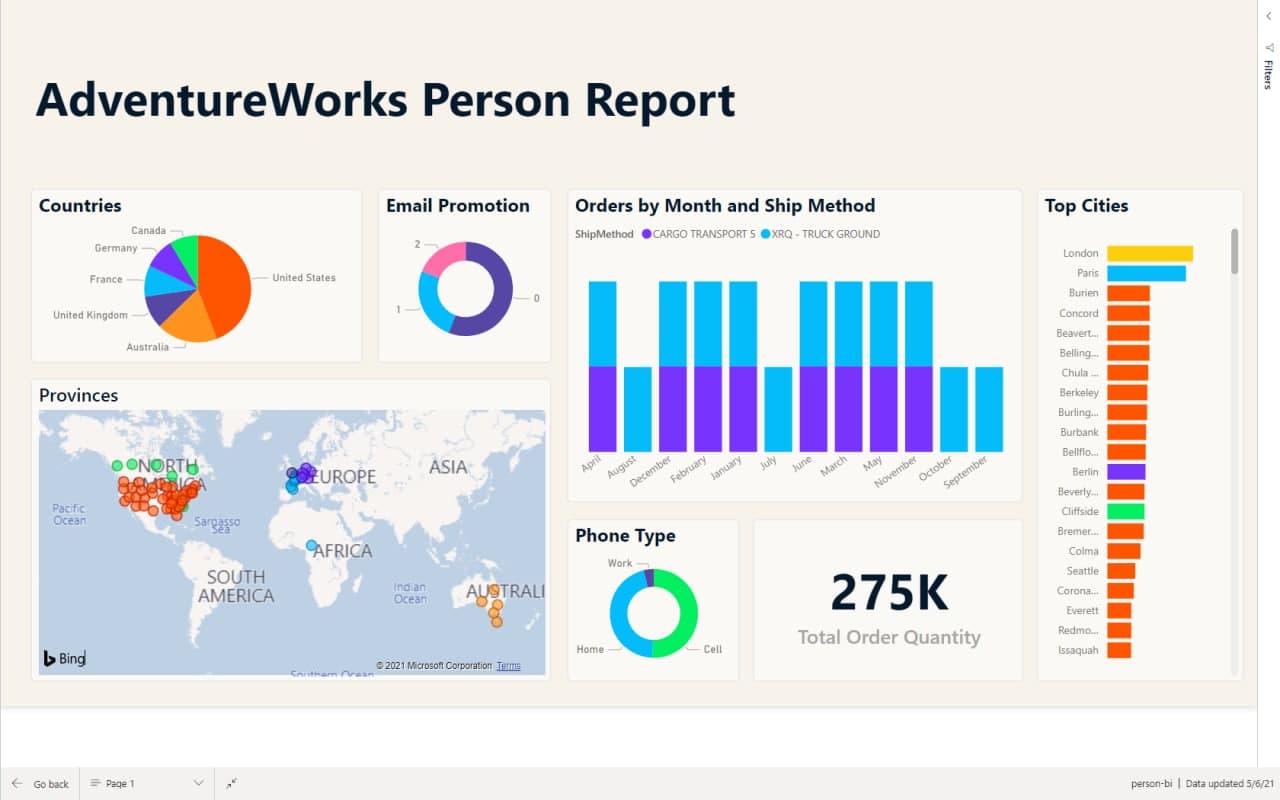 AdventureWorks Person Report
Filters
Countries
Canada
Germany
France
United Kingdom
Australia
United States
Email Promotion
2
1
0
Orders by Month and Ship Method
ShipMethod CARGO TRANSPORT 5 XRQ - TRUCK GROUND
April
August
December
February
January
July
June
March
May
November
October
September
Top Cities
London
Paris
Burien
Concord
Beavert...
Belling...
Chula ...
Berkeley
Burling...
Burbank
Bellflo...
Berlin
Beverly...
Cliffside
Bremer...
Colma
Seattle
Corona...
Everett
Redmo...
Issaquah
Provinces
NORTH
AMERICA
EUROPE
ASIA
Pacific
Ocean
Sargasso
Sea
AFRICA
SOUTH
AMERICA
Indian
Ocean
AUSTRALI
Bing
© 2021 Microsoft Corporation Terms
Southern Ocean
Phone Type
Work
Home
Cell
275K
Total Order Quantity
Go back
Page 1
person-bi | Data updated 5/6/21